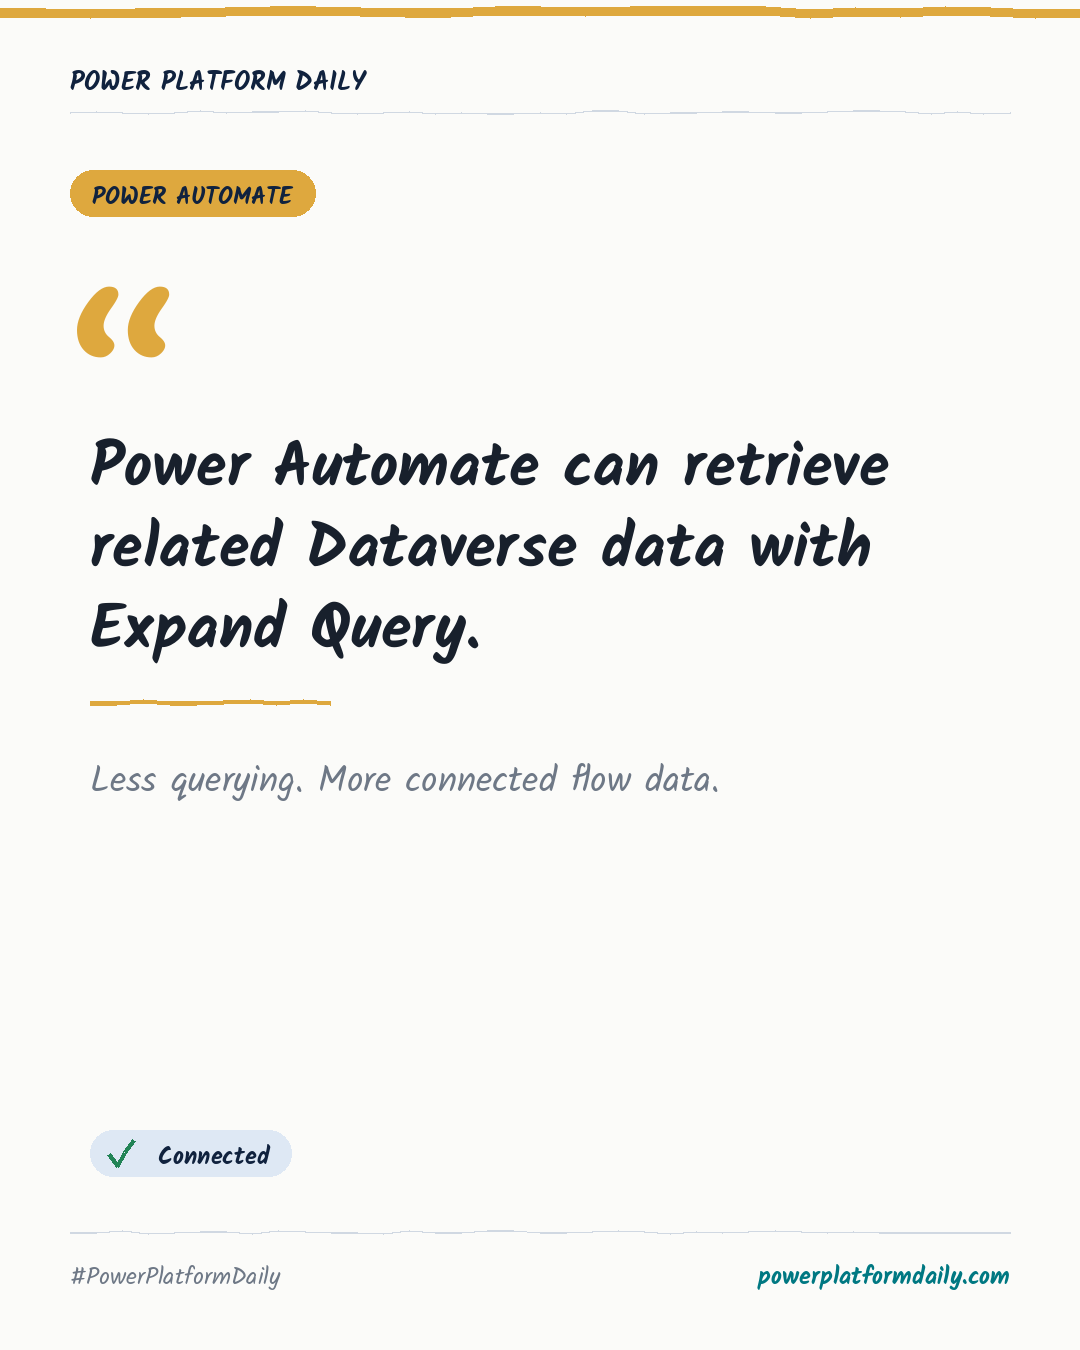 POWER PLATFORM DAILY
POWER AUTOMATE
“
Power Automate can retrieve
related Dataverse data with
Expand Query.
Less querying. More connected flow data.
✓ Connected
#PowerPlatformDaily
powerplatformdaily.com